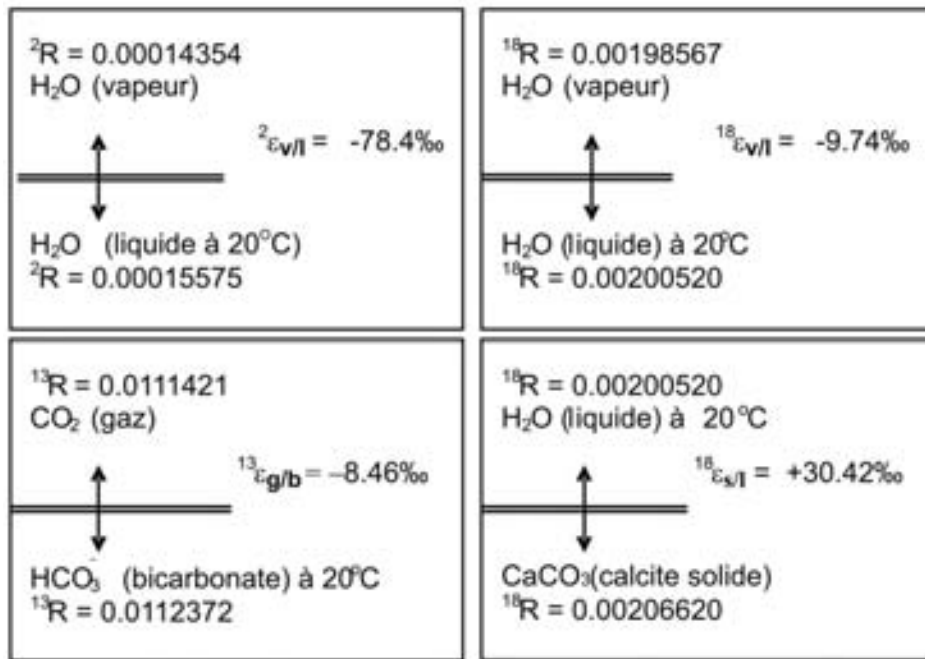 ²R = 0.00014354
H₂O (vapeur)
²εv/l = -78.4‰
H₂O (liquide à 20°C)
²R = 0.00015575
¹⁸R = 0.00198567
H₂O (vapeur)
¹⁸εv/l = -9.74‰
H₂O (liquide) à 20°C
¹⁸R = 0.00200520
¹³R = 0.0111421
CO₂ (gaz)
¹³εg/b = –8.46‰
HCO₃⁻ (bicarbonate) à 20°C
¹³R = 0.0112372
¹⁸R = 0.00200520
H₂O (liquide) à 20°C
¹⁸εs/l = +30.42‰
CaCO₃(calcite solide)
¹⁸R = 0.00206620